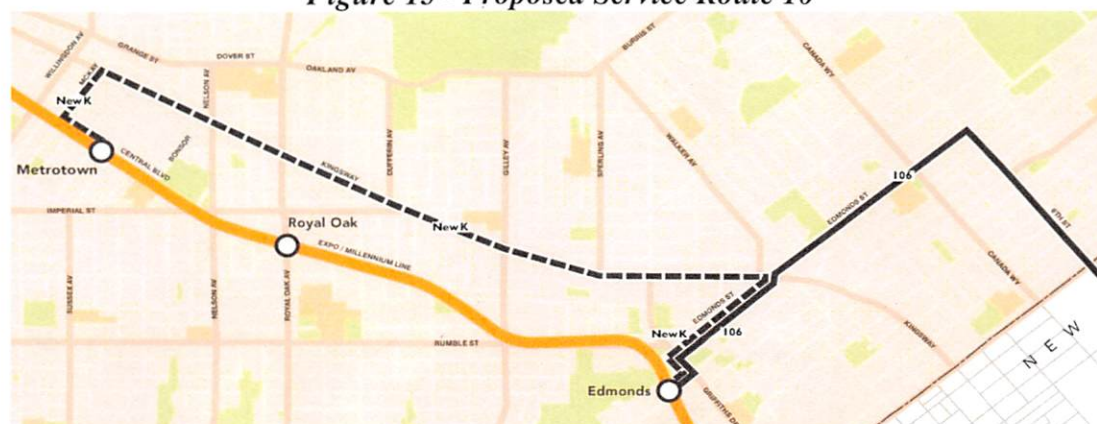 Figure 15 - Proposed Service Route 10
WILLINGDON AV
GRANGE ST
DOVER ST
OAKLAND AV
BURRIS ST
CANADA WY
MCKAY
NELSON AV
New K
BONSOR
Metrotown
CENTRAL BLVD
KINGSWAY
DUFFERIN AV
GILLEY AV
SPERLING AV
WALKER AV
106
EDMONDS ST
6TH ST
IMPERIAL ST
Royal Oak
New K
EXPO / MILLENNIUM LINE
CANADA WY
SUSSEX AV
NELSON AV
ROYAL OAK AV
EDMONDS ST
New K
106
KINGSWAY
RUMBLE ST
NEW
Edmonds